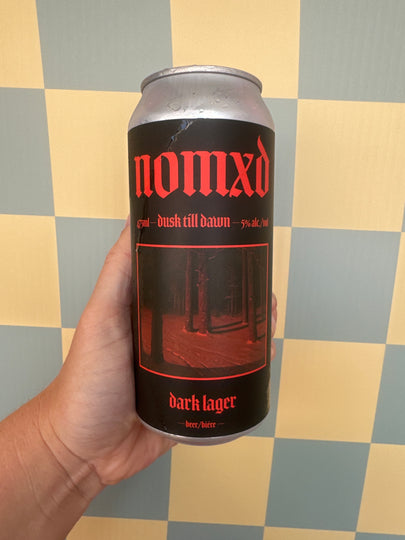 nomxd
473ml — dusk till dawn — 5% alc./vol
dark lager
— beer/bière —